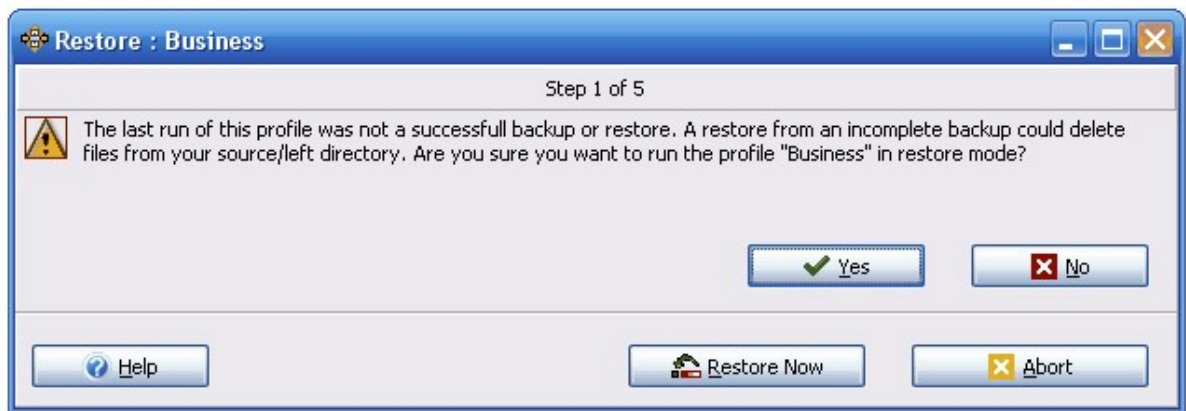 Restore : Business
Step 1 of 5
The last run of this profile was not a successfull backup or restore. A restore from an incomplete backup could delete
files from your source/left directory. Are you sure you want to run the profile "Business" in restore mode?
Yes
No
Help
Restore Now
Abort